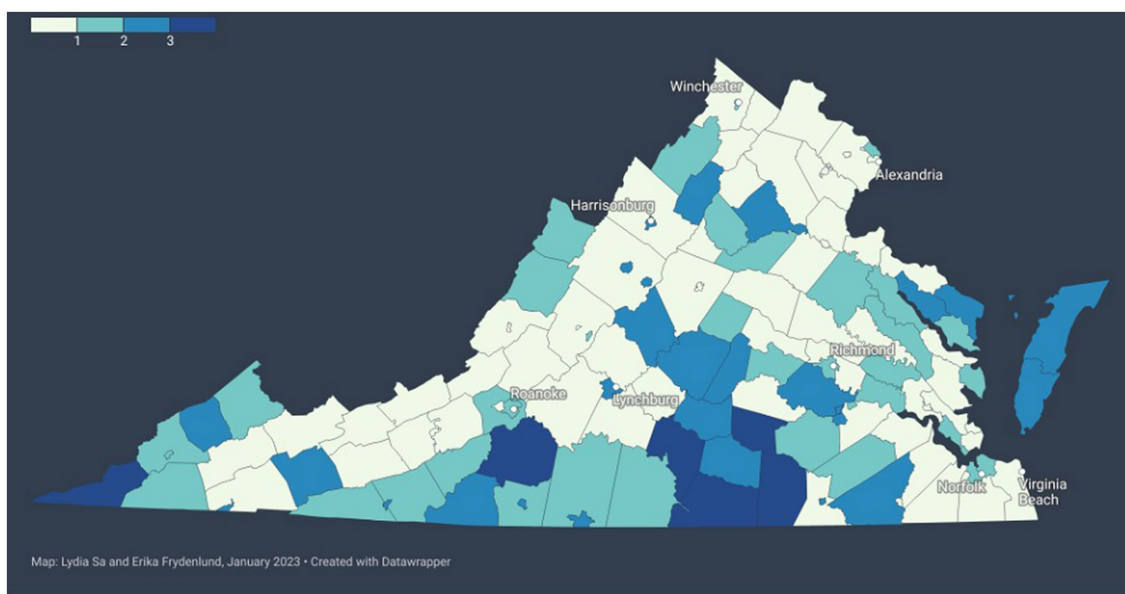 1 2 3
Winchester
Alexandria
Harrisonburg
Richmond
Roanoke
Lynchburg
Norfolk
Virginia
Beach
Map: Lydia Sa and Erika Frydenlund, January 2023 • Created with Datawrapper